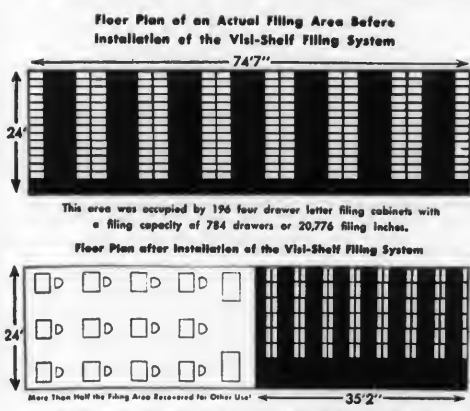 Floor Plan of an Actual Filing Area Before
Installation of the Visi-Shelf Filing System
74'7"
24'
This area was occupied by 196 four drawer letter filing cabinets with
a filing capacity of 784 drawers or 20,776 filing inches.
Floor Plan after Installation of the Visi-Shelf Filing System
24'
More Than Half the Filing Area Recovered for Other Use!
35'2"